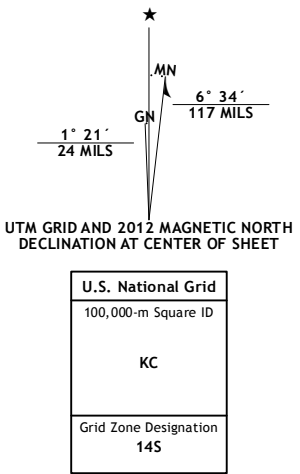 ★
MN
GN
6° 34´
117 MILS
1° 21´
24 MILS
UTM GRID AND 2012 MAGNETIC NORTH
DECLINATION AT CENTER OF SHEET
U.S. National Grid
100,000-m Square ID
KC
Grid Zone Designation
14S